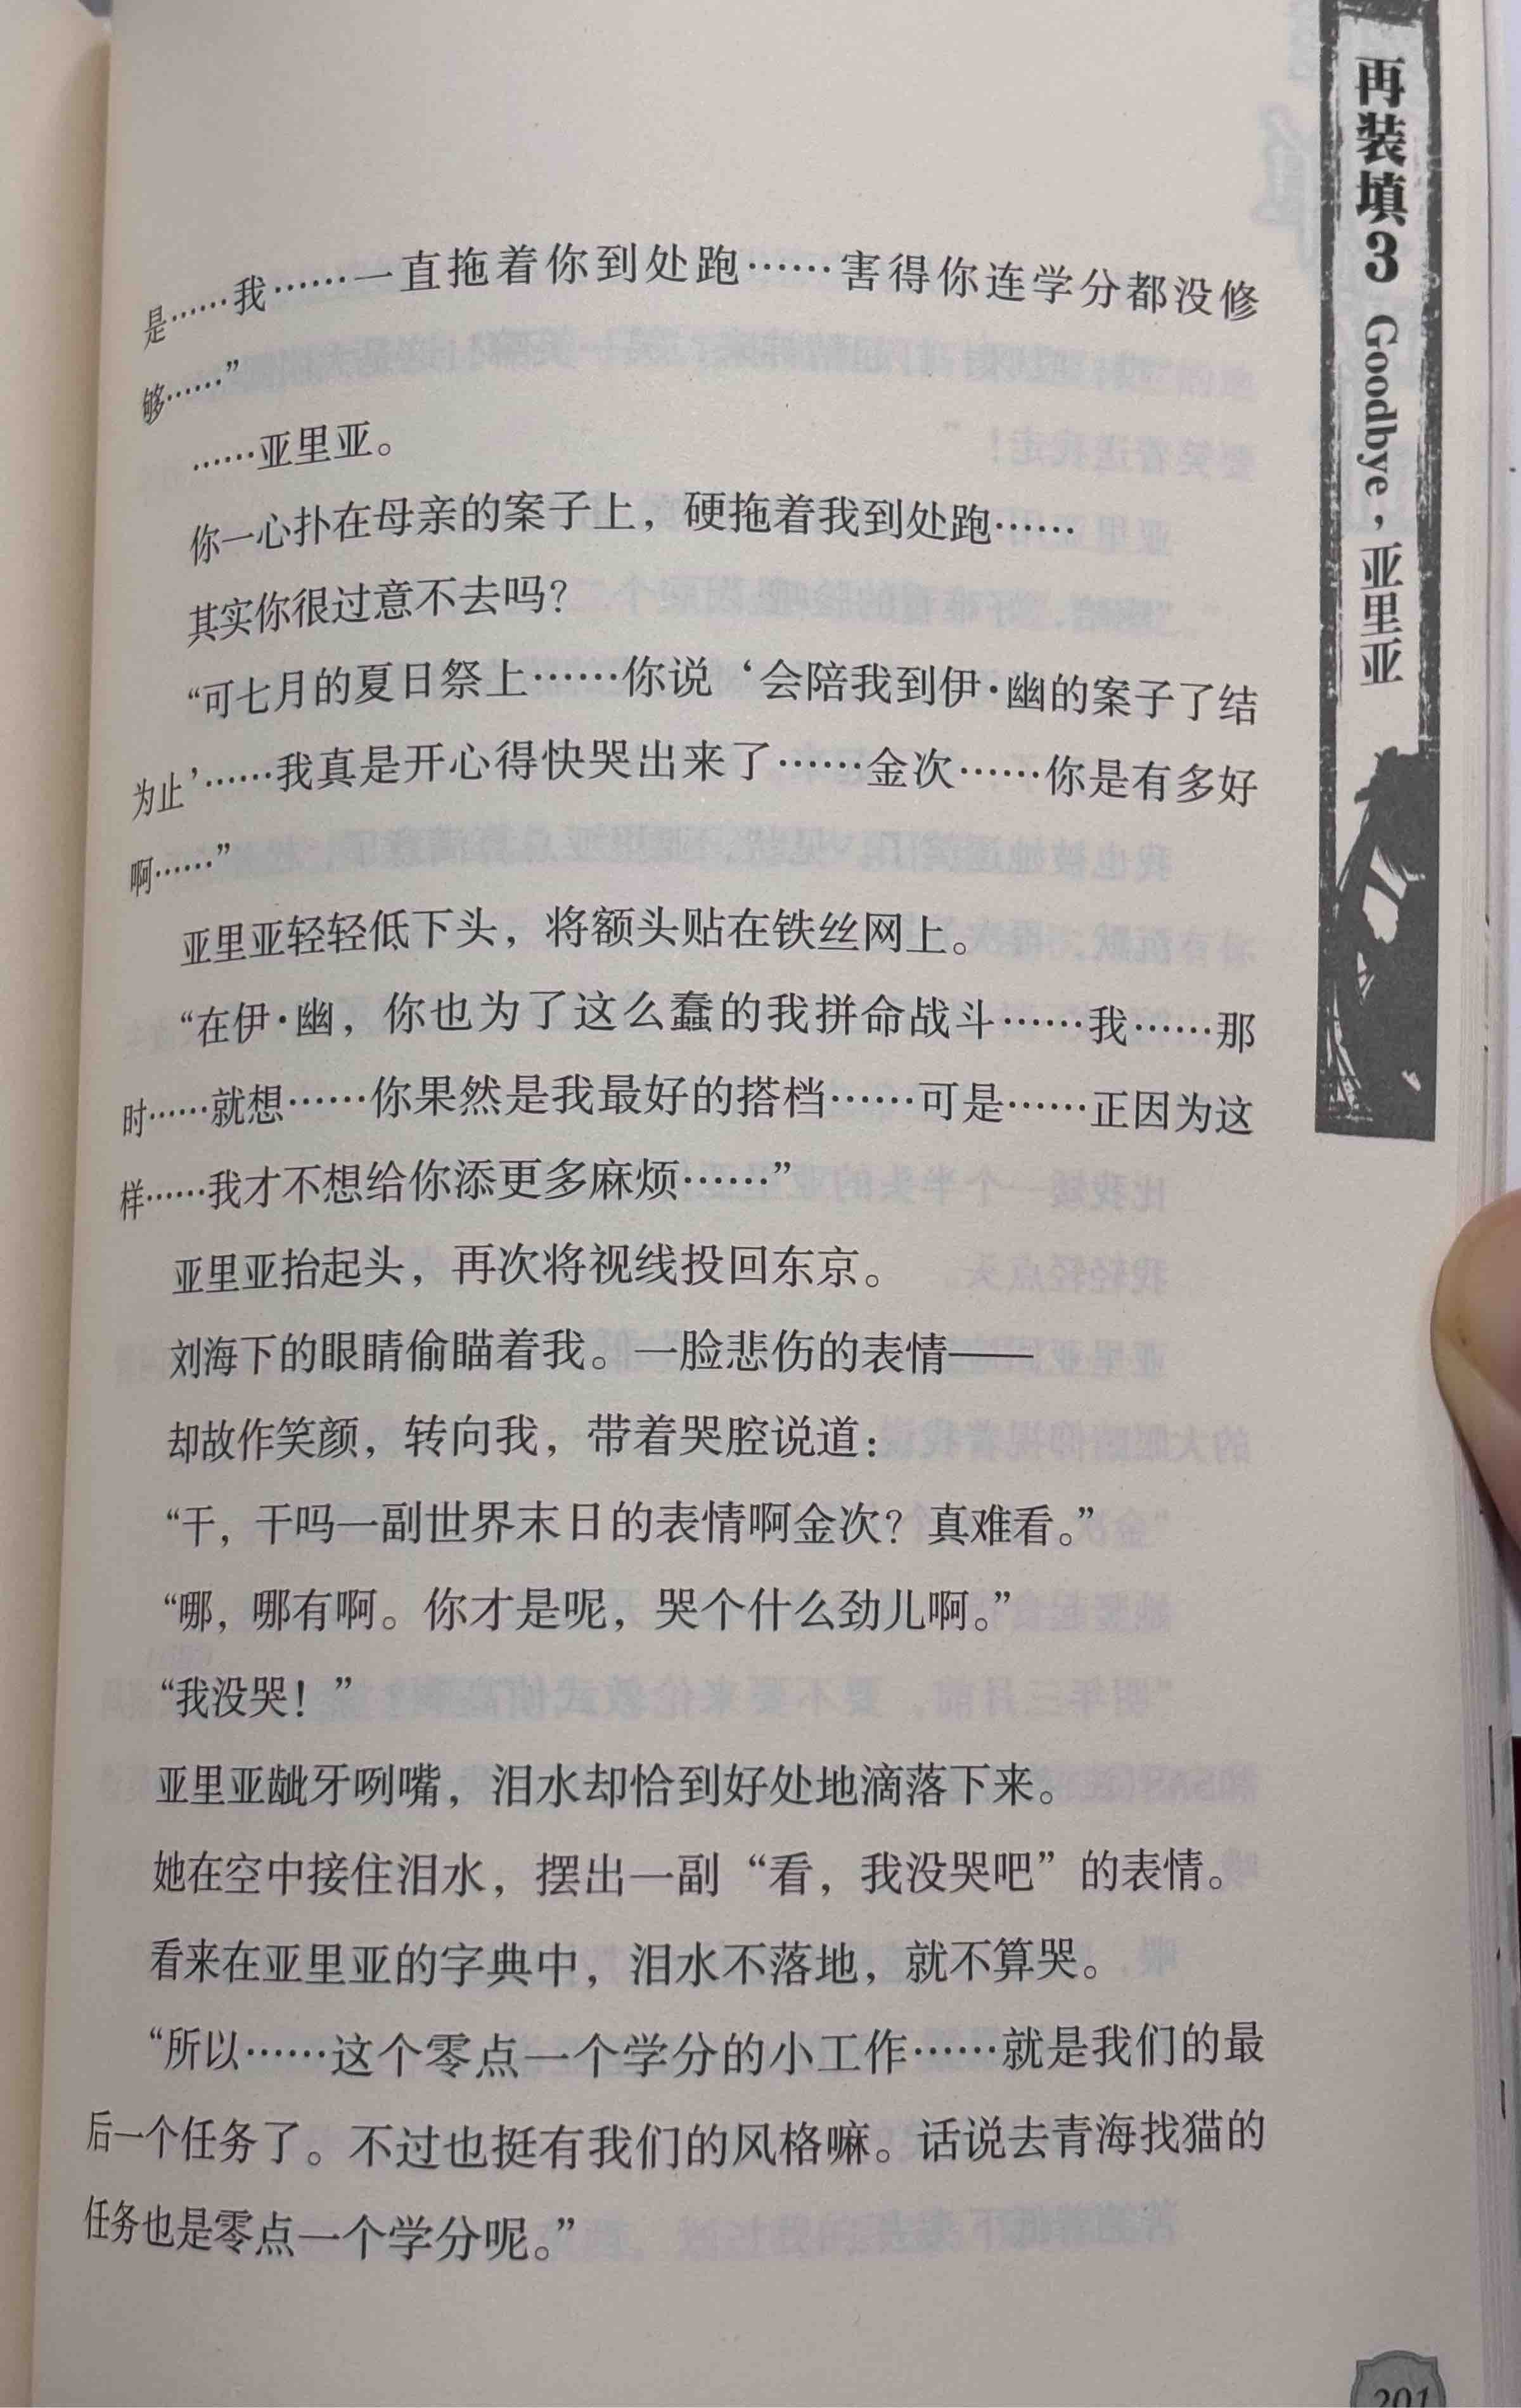 再装填3 Goodbye，亚里亚
是……我……一直拖着你到处跑……害得你连学分都没修
够……”
……亚里亚。
你一心扑在母亲的案子上，硬拖着我到处跑……
其实你很过意不去吗？
“可七月的夏日祭上……你说‘会陪我到伊·幽的案子了结
为止’……我真是开心得快哭出来了……金次……你是有多好
啊……”
亚里亚轻轻低下头，将额头贴在铁丝网上。
“在伊·幽，你也为了这么蠢的我拼命战斗……我……那
时……就想……你果然是我最好的搭档……可是……正因为这
样……我才不想给你添更多麻烦……”
亚里亚抬起头，再次将视线投回东京。
刘海下的眼睛偷瞄着我。一脸悲伤的表情——
却故作笑颜，转向我，带着哭腔说道：
“干，干吗一副世界末日的表情啊金次？真难看。”
“哪，哪有啊。你才是呢，哭个什么劲儿啊。”
“我没哭！”
亚里亚龇牙咧嘴，泪水却恰到好处地滴落下来。
她在空中接住泪水，摆出一副“看，我没哭吧”的表情。
看来在亚里亚的字典中，泪水不落地，就不算哭。
“所以……这个零点一个学分的小工作……就是我们的最
后一个任务了。不过也挺有我们的风格嘛。话说去青海找猫的
任务也是零点一个学分呢。”
201